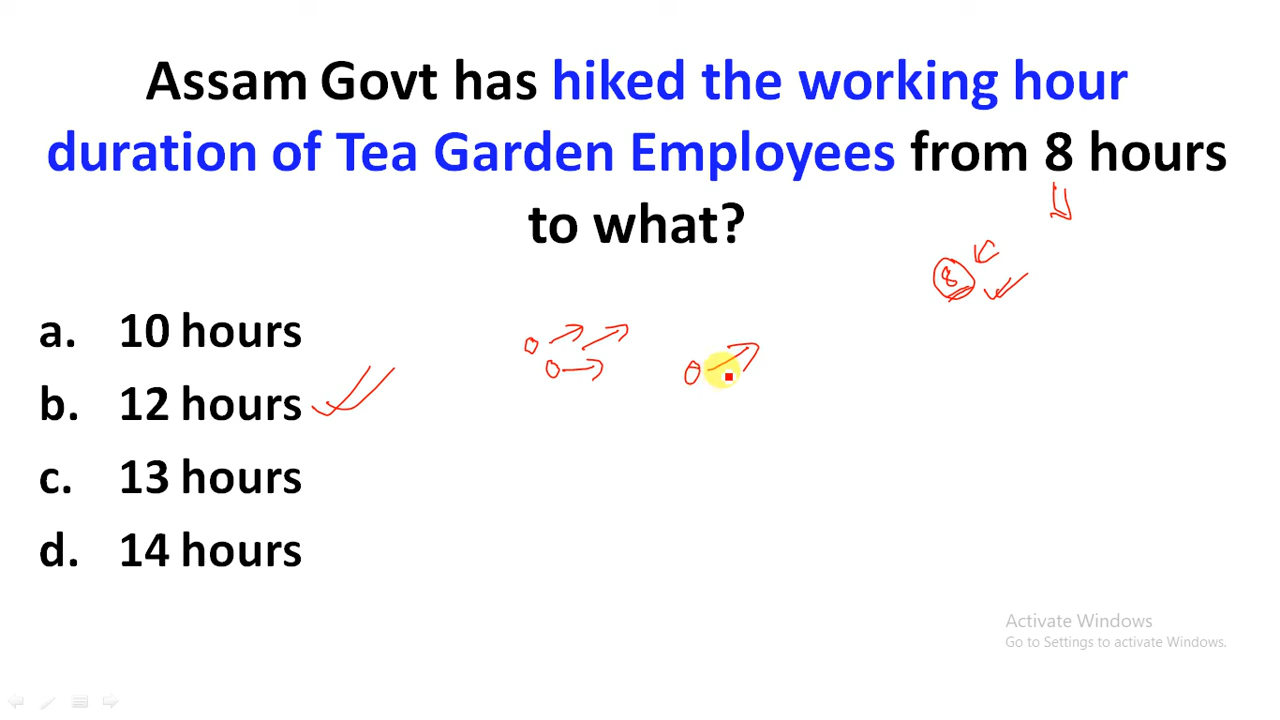 Assam Govt has hiked the working hour
duration of Tea Garden Employees from 8 hours
to what?
8
a. 10 hours
b. 12 hours
c. 13 hours
d. 14 hours
Activate Windows
Go to Settings to activate Windows.